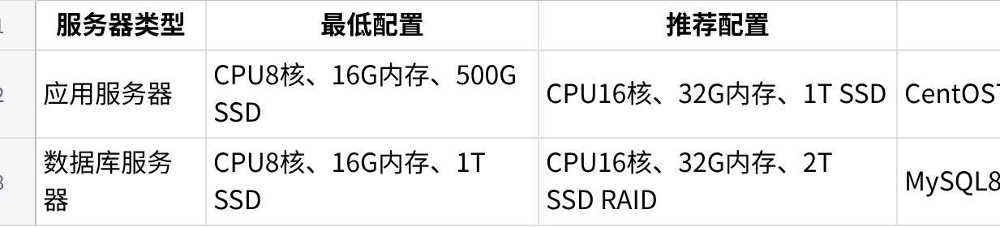 1 服务器类型 最低配置 推荐配置
2 应用服务器 CPU8核、16G内存、500G
SSD CPU16核、32G内存、1T SSD CentOS
3 数据库服务
器 CPU8核、16G内存、1T
SSD CPU16核、32G内存、2T
SSD RAID MySQL8